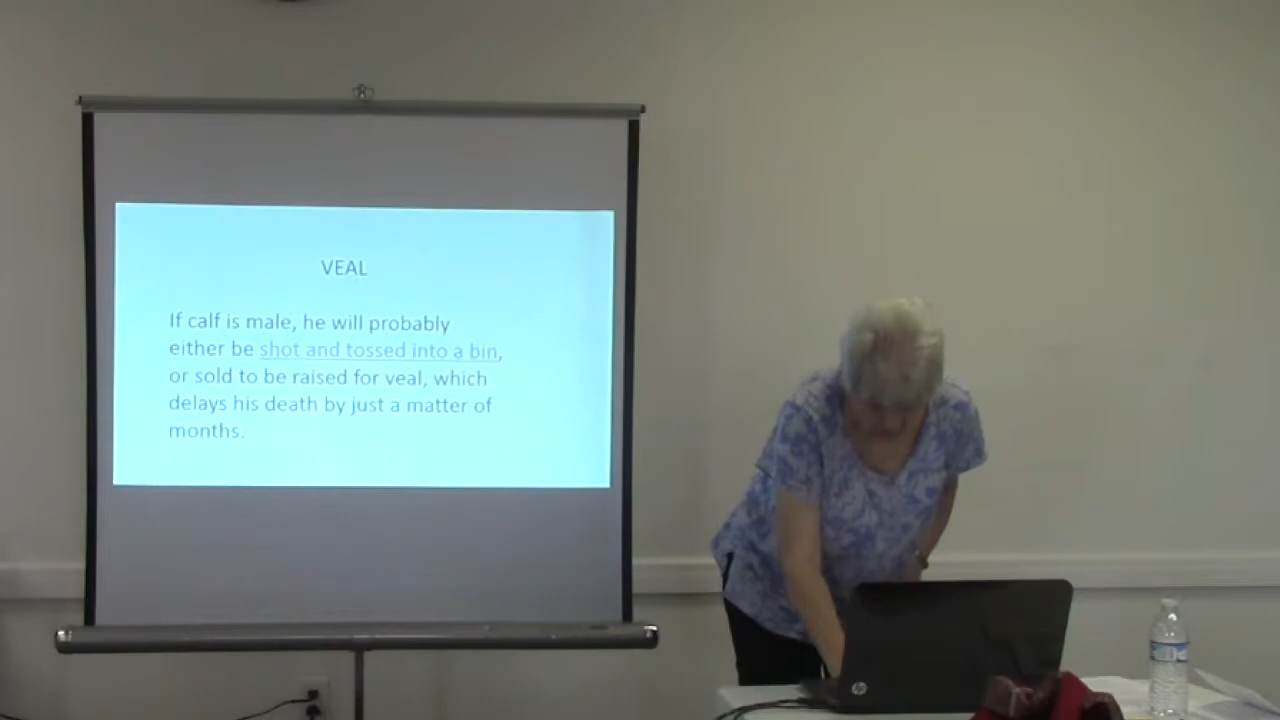 VEAL
If calf is male, he will probably
either be shot and tossed into a bin,
or sold to be raised for veal, which
delays his death by just a matter of
months.
hp